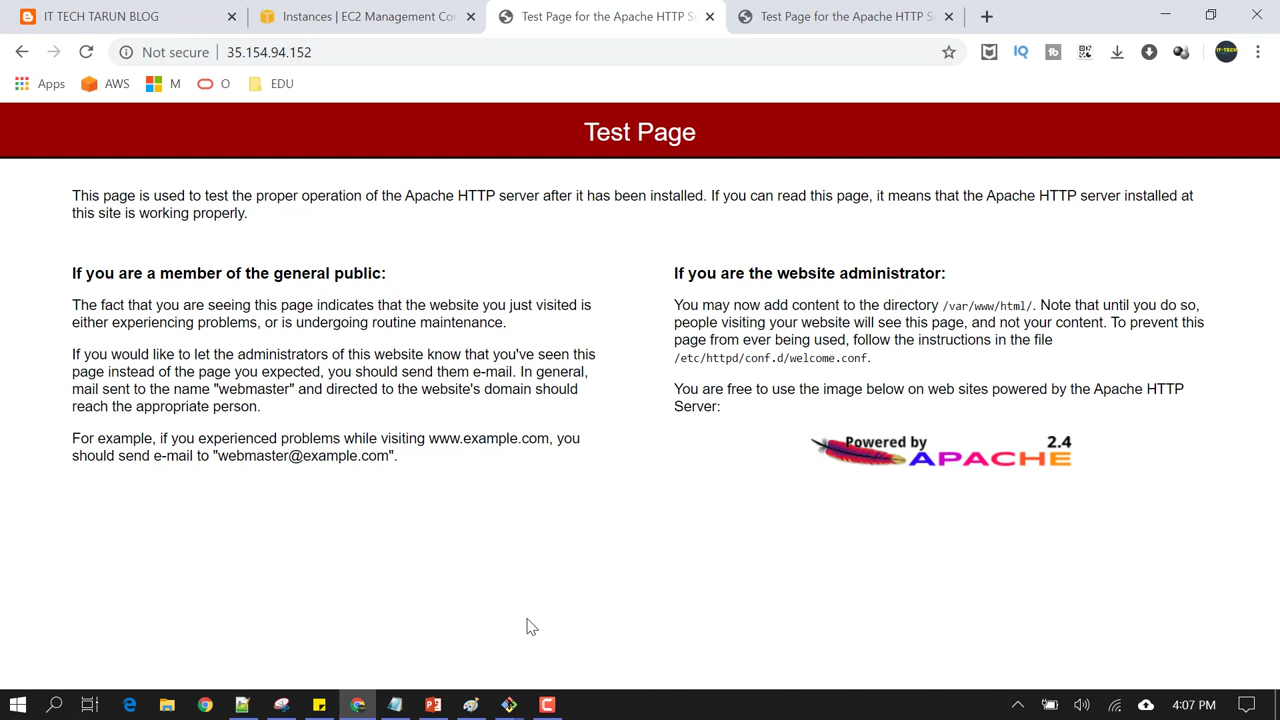 IT TECH TARUN BLOG
Instances | EC2 Management Co
Test Page for the Apache HTTP S
Test Page for the Apache HTTP S
Not secure
35.154.94.152
IQ
tb
IT-TECH
Apps
AWS
M
O
EDU
Test Page
This page is used to test the proper operation of the Apache HTTP server after it has been installed. If you can read this page, it means that the Apache HTTP server installed at
this site is working properly.
If you are a member of the general public:
The fact that you are seeing this page indicates that the website you just visited is
either experiencing problems, or is undergoing routine maintenance.
If you would like to let the administrators of this website know that you've seen this
page instead of the page you expected, you should send them e-mail. In general,
mail sent to the name "webmaster" and directed to the website's domain should
reach the appropriate person.
For example, if you experienced problems while visiting www.example.com, you
should send e-mail to "webmaster@example.com".
If you are the website administrator:
You may now add content to the directory /var/www/html/. Note that until you do so,
people visiting your website will see this page, and not your content. To prevent this
page from ever being used, follow the instructions in the file
/etc/httpd/conf.d/welcome.conf.
You are free to use the image below on web sites powered by the Apache HTTP
Server:
Powered by 2.4
APACHE
4:07 PM